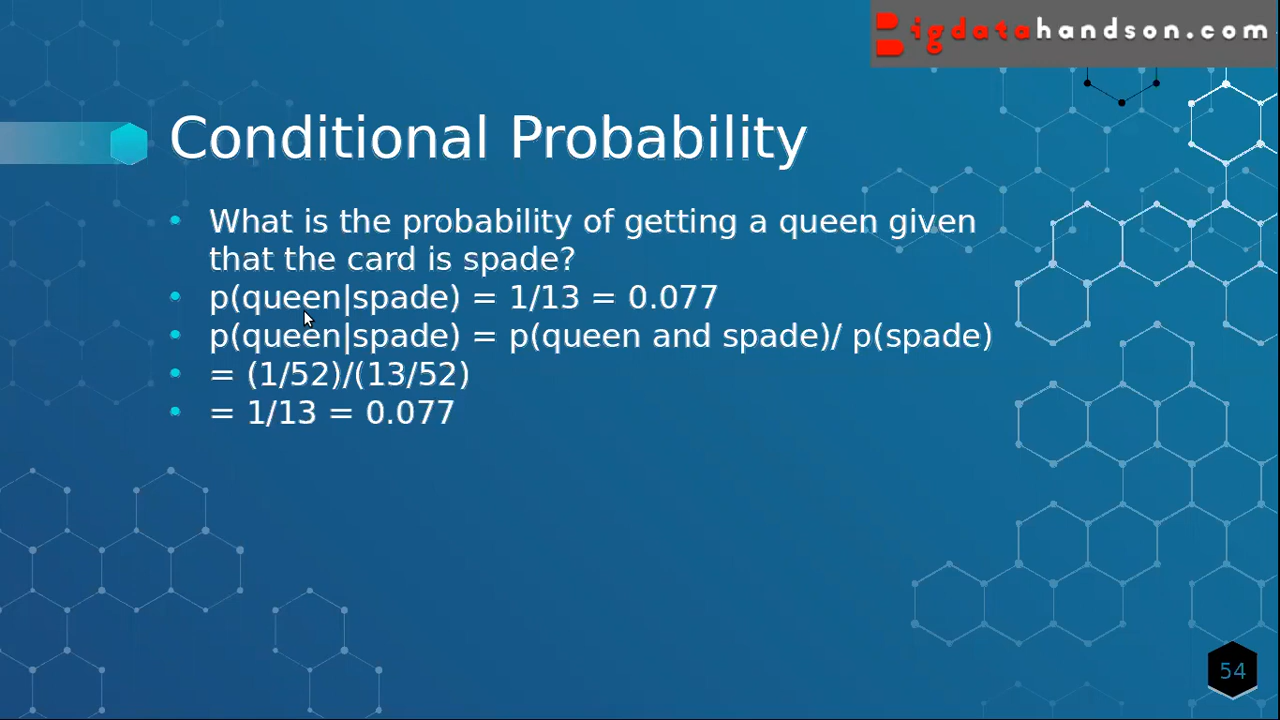 Bigdatahandson.com
Conditional Probability
• What is the probability of getting a queen given
that the card is spade?
• p(queen|spade) = 1/13 = 0.077
• p(queen|spade) = p(queen and spade)/ p(spade)
• = (1/52)/(13/52)
• = 1/13 = 0.077
54